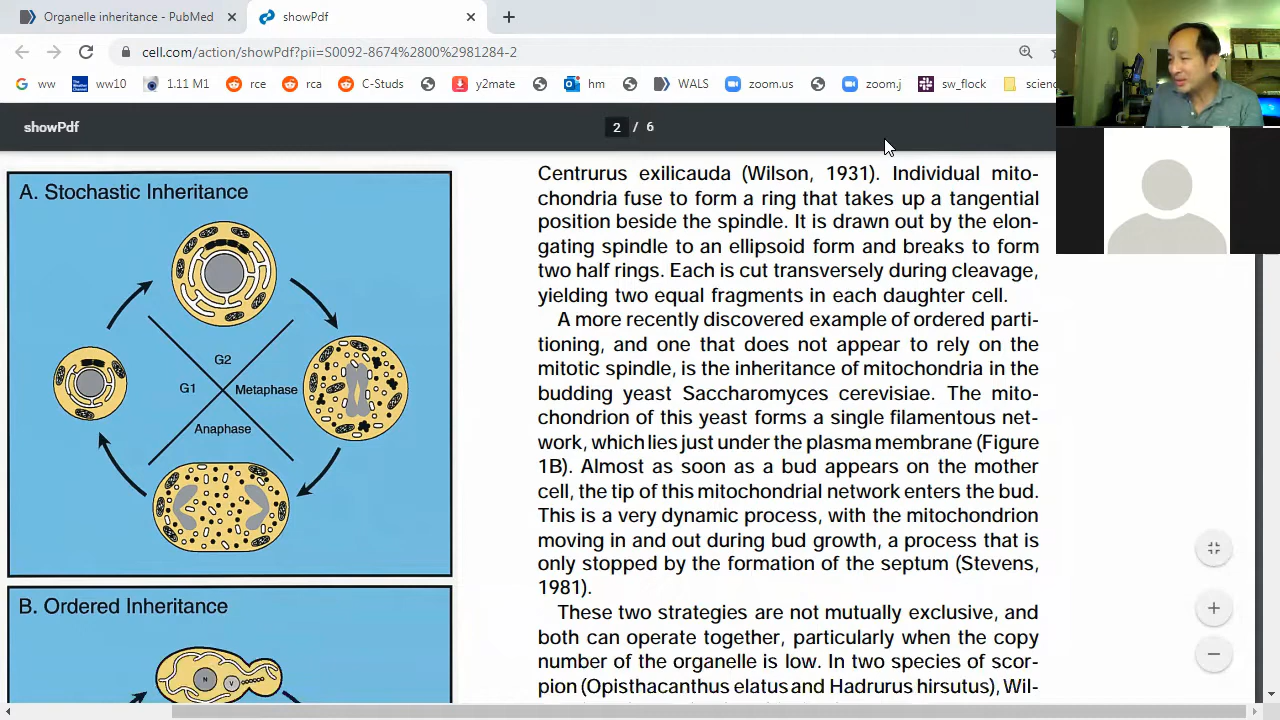 Organelle inheritance - PubMed
showPdf
cell.com/action/showPdf?pii=S0092-8674%2800%2981284-2
ww
ww10
1.11 M1
rce
rca
C-Studs
y2mate
hm
WALS
zoom.us
zoom.j
sw_flock
scienc
showPdf
2 / 6
A. Stochastic Inheritance
G2
G1
Metaphase
Anaphase
B. Ordered Inheritance
N
V
Centrurus exilicauda (Wilson, 1931). Individual mito-
chondria fuse to form a ring that takes up a tangential
position beside the spindle. It is drawn out by the elon-
gating spindle to an ellipsoid form and breaks to form
two half rings. Each is cut transversely during cleavage,
yielding two equal fragments in each daughter cell.
A more recently discovered example of ordered parti-
tioning, and one that does not appear to rely on the
mitotic spindle, is the inheritance of mitochondria in the
budding yeast Saccharomyces cerevisiae. The mito-
chondrion of this yeast forms a single filamentous net-
work, which lies just under the plasma membrane (Figure
1B). Almost as soon as a bud appears on the mother
cell, the tip of this mitochondrial network enters the bud.
This is a very dynamic process, with the mitochondrion
moving in and out during bud growth, a process that is
only stopped by the formation of the septum (Stevens,
1981).
These two strategies are not mutually exclusive, and
both can operate together, particularly when the copy
number of the organelle is low. In two species of scor-
pion (Opisthacanthus elatus and Hadrurus hirsutus), Wil-